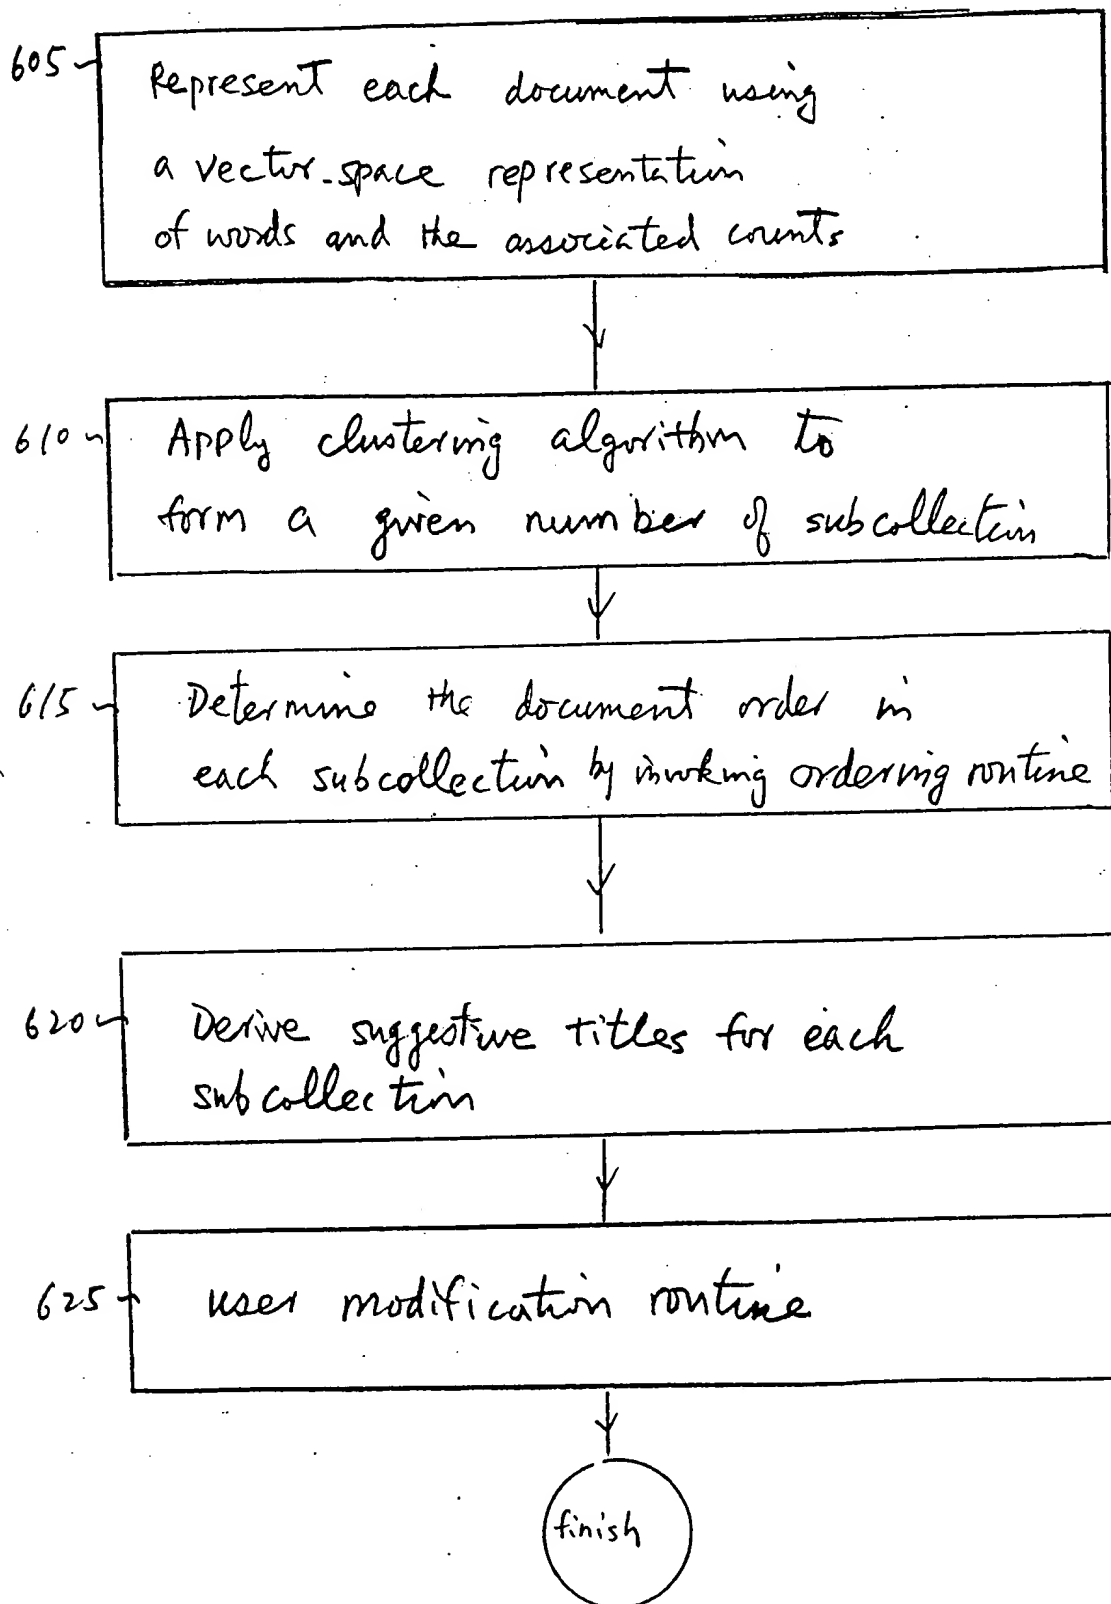 605
Represent each document using
a vector-space representation
of words and the associated counts
610
Apply clustering algorithm to
form a given number of subcollection
615
Determine the document order in
each subcollection by invoking ordering routine
620
Derive suggestive titles for each
subcollection
625
user modification routine
finish